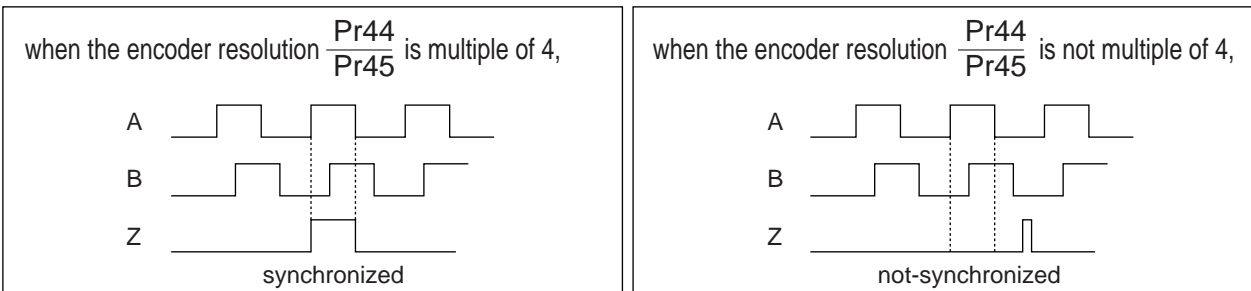 when the encoder resolution Pr44/Pr45 is multiple of 4,
A
B
Z
synchronized
when the encoder resolution Pr44/Pr45 is not multiple of 4,
A
B
Z
not-synchronized